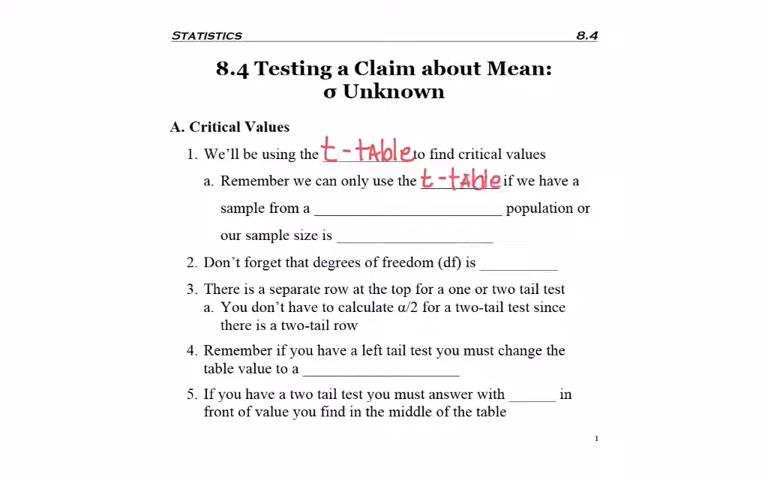 STATISTICS 8.4
8.4 Testing a Claim about Mean:
σ Unknown
A. Critical Values
1. We'll be using the t-tAble to find critical values
a. Remember we can only use the t-tAble if we have a
sample from a ____________________ population or
our sample size is ________________
2. Don't forget that degrees of freedom (df) is ________
3. There is a separate row at the top for a one or two tail test
a. You don't have to calculate α/2 for a two-tail test since
there is a two-tail row
4. Remember if you have a left tail test you must change the
table value to a ________________
5. If you have a two tail test you must answer with _____ in
front of value you find in the middle of the table
1